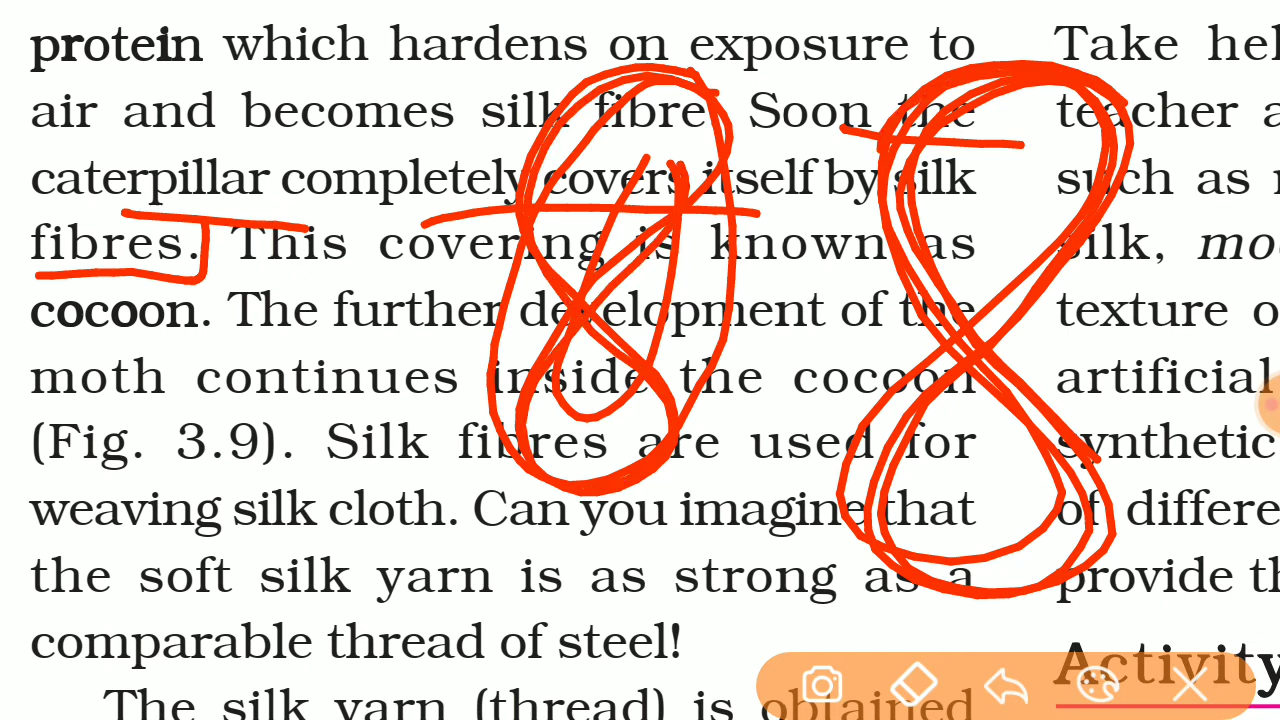 protein which hardens on exposure to
air and becomes silk fibre. Soon the
caterpillar completely covers itself by silk
fibres. This covering is known as
cocoon. The further development of the
moth continues inside the cocoon
(Fig. 3.9). Silk fibres are used for
weaving silk cloth. Can you imagine that
the soft silk yarn is as strong as a
comparable thread of steel!
The silk yarn (thread) is obtained
Take
teacher
such as
silk,
texture
artificial
synthetic
of
provide
Activity